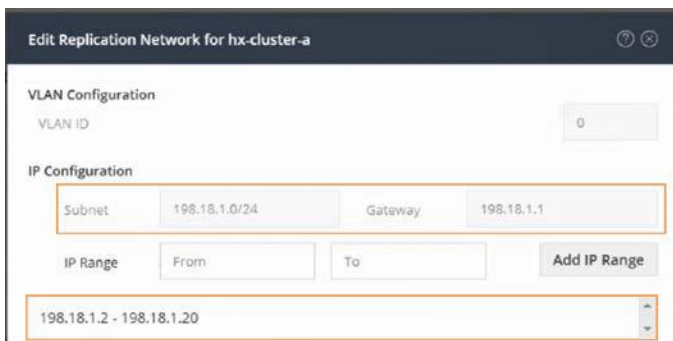 Edit Replication Network for hx-cluster-a
VLAN Configuration
VLAN ID 0
IP Configuration
Subnet 198.18.1.0/24 Gateway 198.18.1.1
IP Range From To Add IP Range
198.18.1.2 - 198.18.1.20